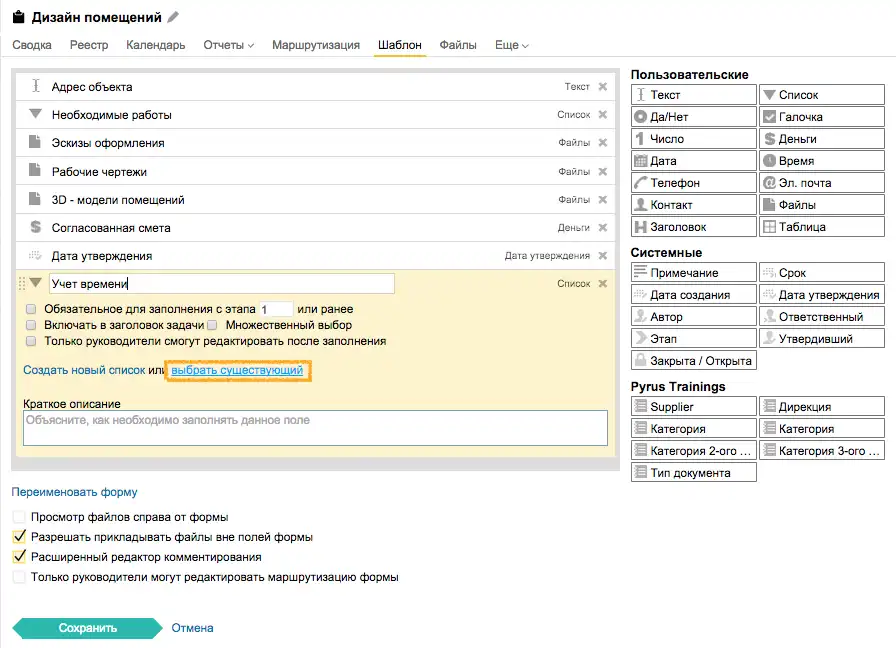 Дизайн помещений
Сводка Реестр Календарь Отчеты Маршрутизация Шаблон Файлы Еще
Адрес объекта Текст
Необходимые работы Список
Эскизы оформления Файлы
Рабочие чертежи Файлы
3D - модели помещений Файлы
Согласованная смета Деньги
Дата утверждения Дата утверждения
Учет времени Список
Обязательное для заполнения с этапа 1 или ранее
Включать в заголовок задачи Множественный выбор
Только руководители смогут редактировать после заполнения
Создать новый список или выбрать существующий
Краткое описание
Объясните, как необходимо заполнять данное поле
Переименовать форму
Просмотр файлов справа от формы
Разрешать прикладывать файлы вне полей формы
Расширенный редактор комментирования
Только руководители могут редактировать маршрутизацию формы
Сохранить Отмена
Пользовательские
Текст Список
Да/Нет Галочка
Число Деньги
Дата Время
Телефон Эл. почта
Контакт Файлы
Заголовок Таблица
Системные
Примечание Срок
Дата создания Дата утверждения
Автор Ответственный
Этап Утвердивший
Закрыта / Открыта
Pyrus Trainings
Supplier Дирекция
Категория Категория
Категория 2-ого ... Категория 3-ого ...
Тип документа